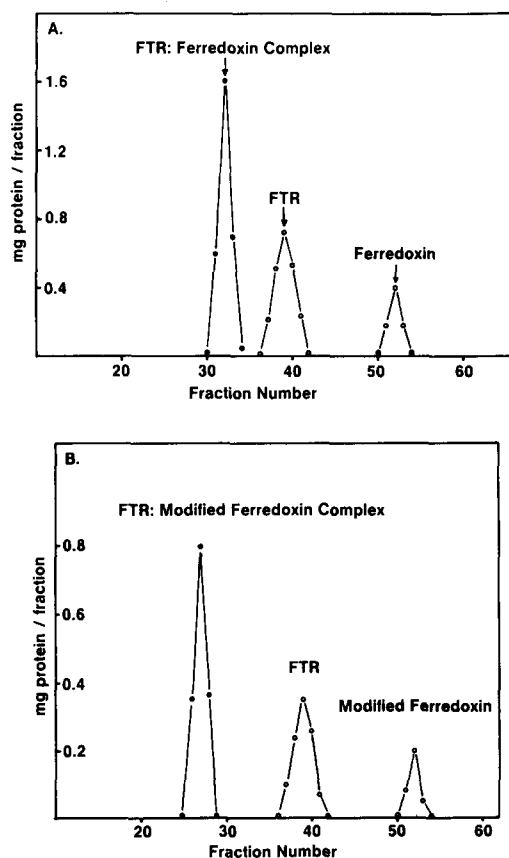 A.
FTR: Ferredoxin Complex
1.6
1.2
0.8
0.4
mg protein / fraction
FTR
Ferredoxin
20 30 40 50 60
Fraction Number
B.
FTR: Modified Ferredoxin Complex
0.8
0.6
0.4
0.2
mg protein / fraction
FTR
Modified Ferredoxin
20 30 40 50 60
Fraction Number